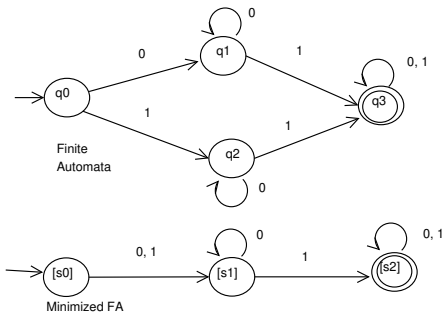 0
q1
0
1
0, 1
q0
q3
1
q2
1
0
Finite
Automata
0, 1
0
1
0, 1
[s0]
[s1]
[s2]
Minimized FA